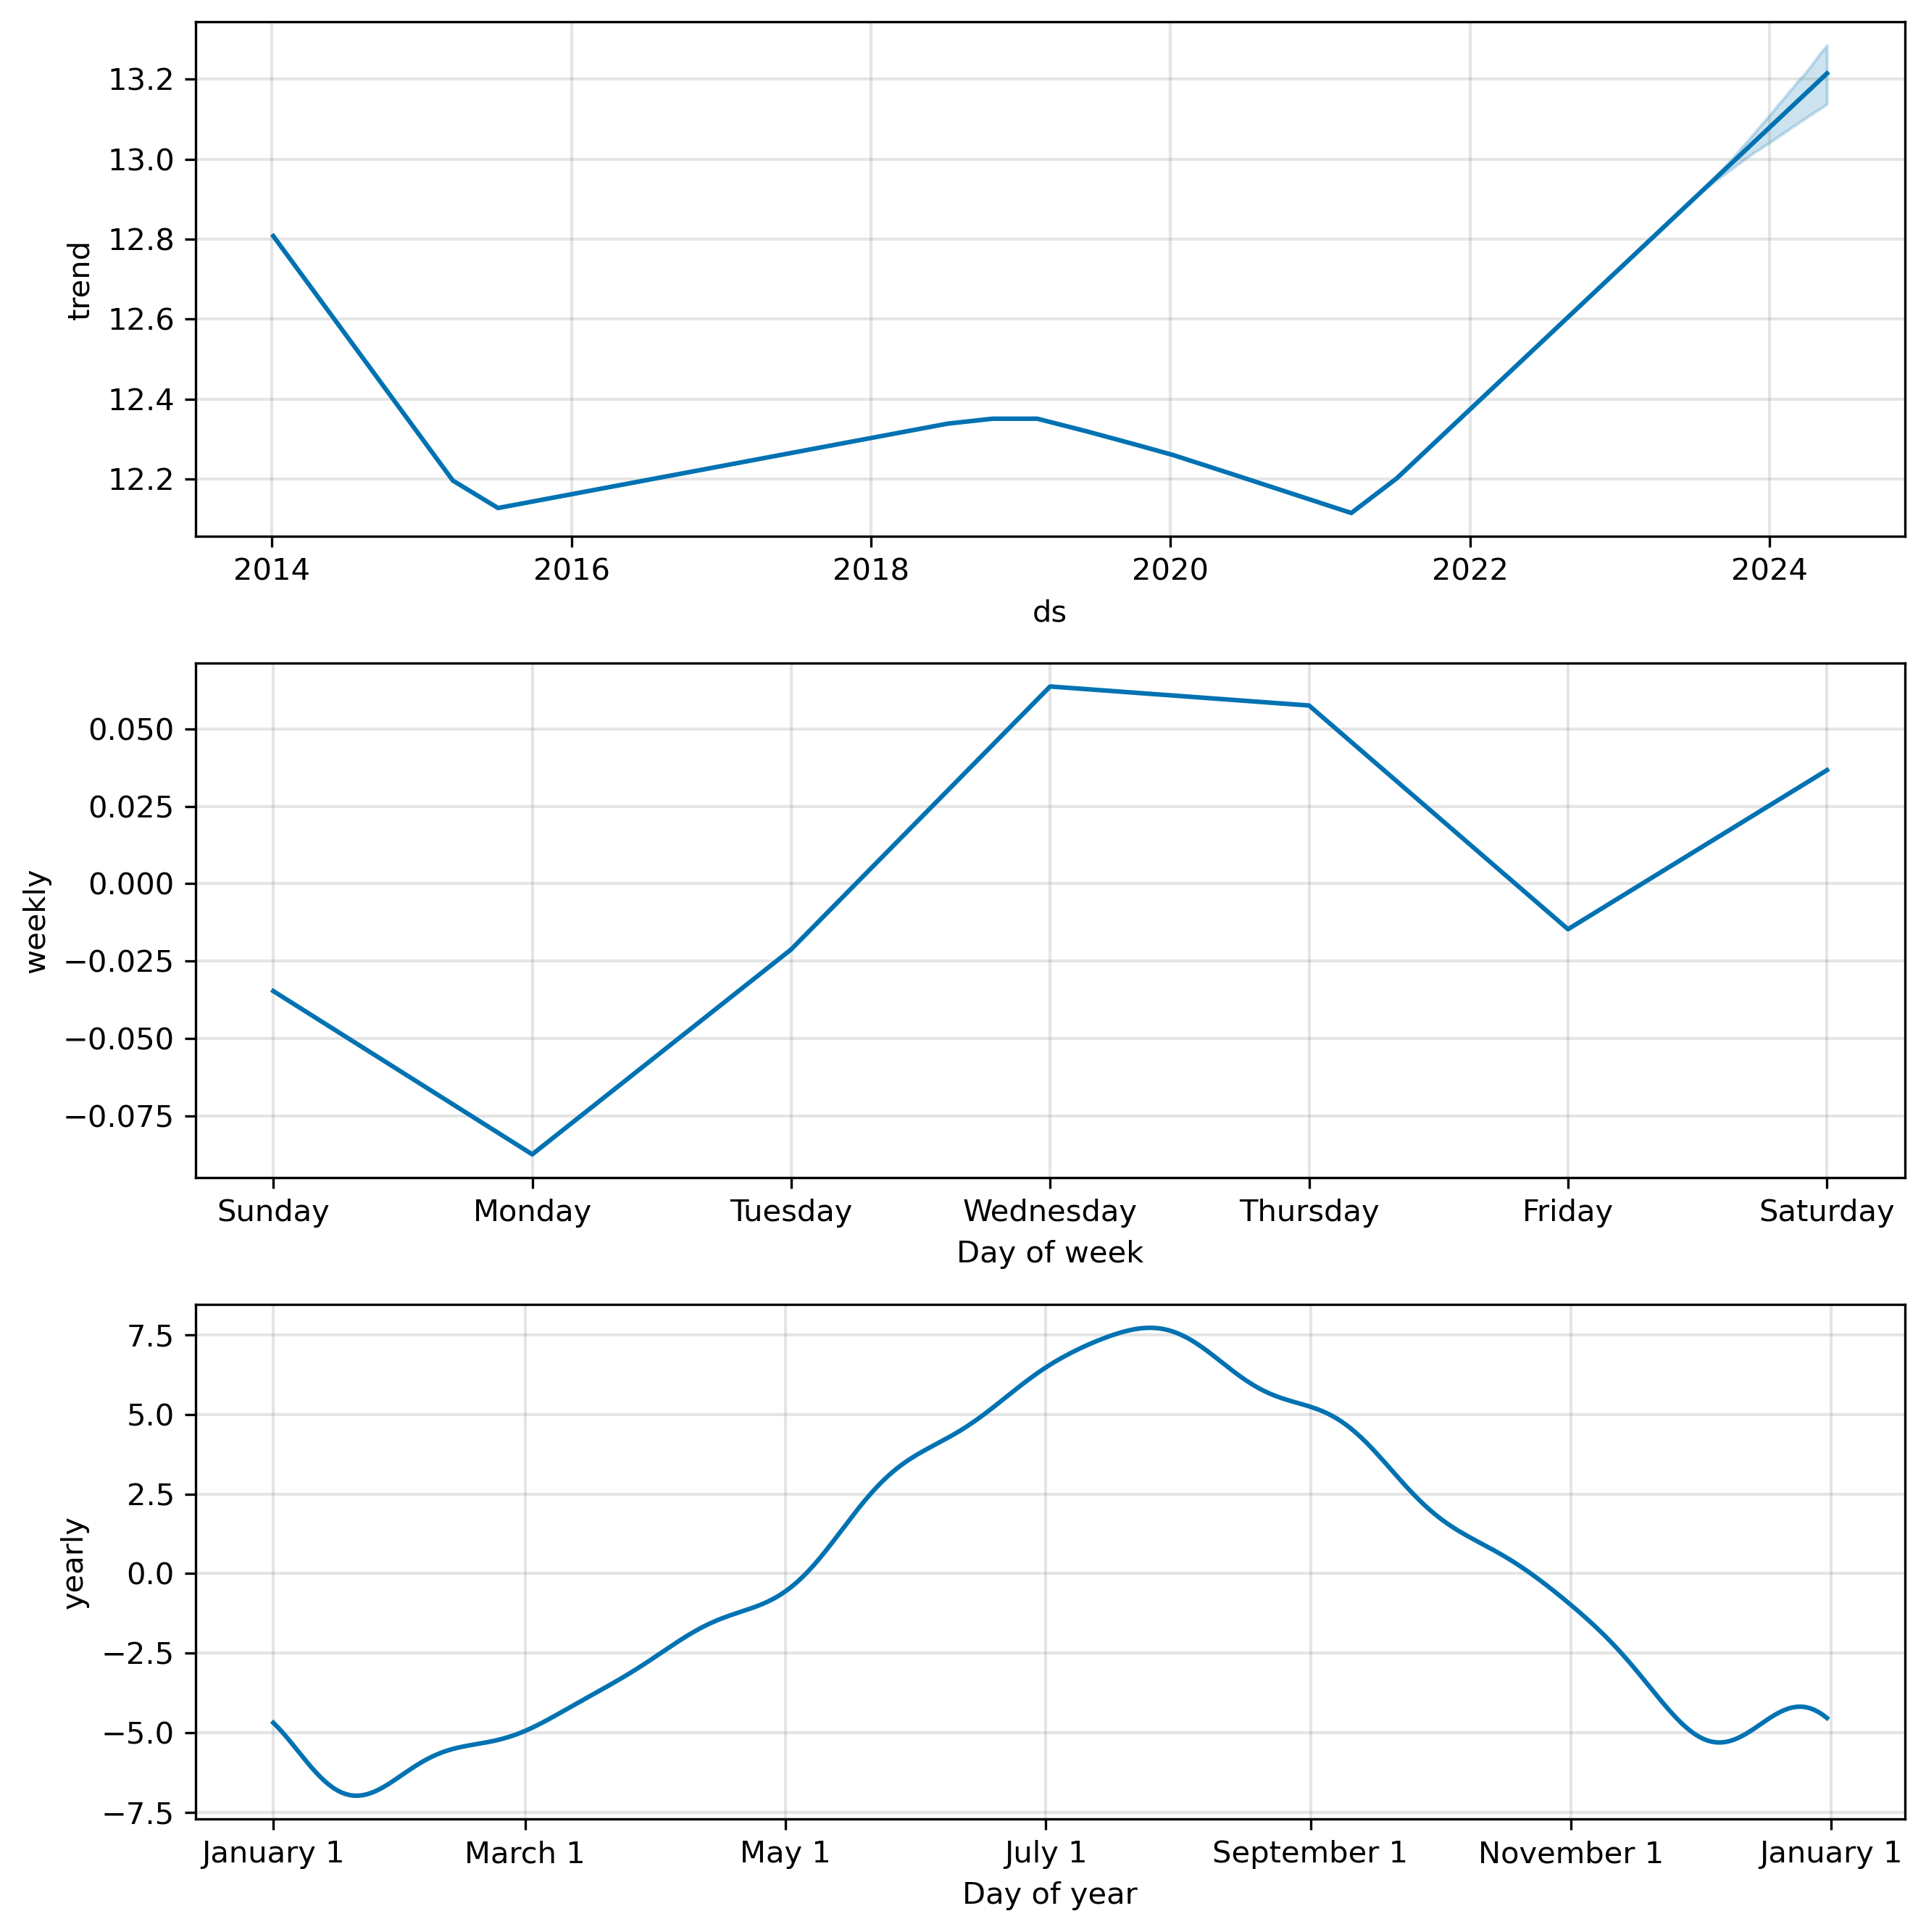 trend
13.2
13.0
12.8
12.6
12.4
12.2
2014 2016 2018 2020 2022 2024
ds
weekly
0.050
0.025
0.000
−0.025
−0.050
−0.075
Sunday Monday Tuesday Wednesday Thursday Friday Saturday
Day of week
yearly
7.5
5.0
2.5
0.0
−2.5
−5.0
−7.5
January 1 March 1 May 1 July 1 September 1 November 1 January 1
Day of year